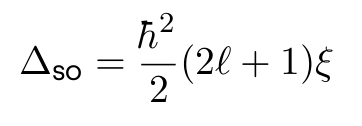 Δ_so = ħ²/2 (2ℓ + 1)ξ